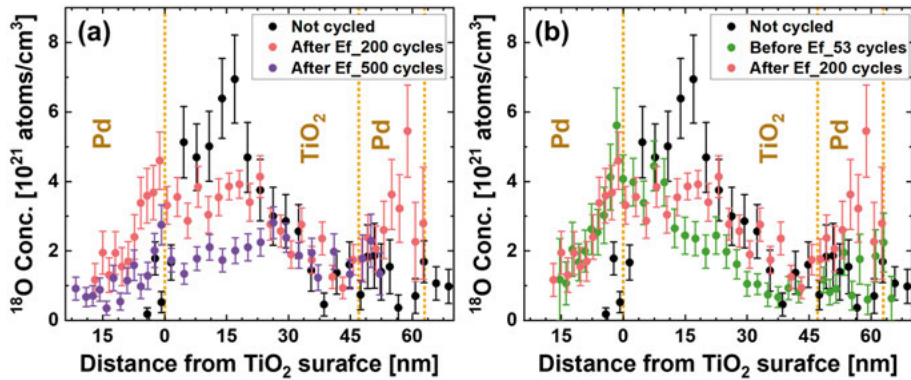 (a)
Not cycled
After Ef_200 cycles
After Ef_500 cycles
Pd
TiO2
Pd
18O Conc. [10^21 atoms/cm^3]
8
6
4
2
0
-15 0 15 30 45 60
Distance from TiO2 surafce [nm]
(b)
Not cycled
Before Ef_53 cycles
After Ef_200 cycles
Pd
TiO2
Pd
18O Conc. [10^21 atoms/cm^3]
8
6
4
2
0
-15 0 15 30 45 60
Distance from TiO2 surafce [nm]